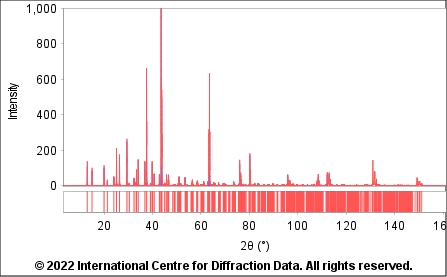 1,000
800
600
400
200
0
Intensity
20 40 60 80 100 120 140 16
2θ (°)
© 2022 International Centre for Diffraction Data. All rights reserved.